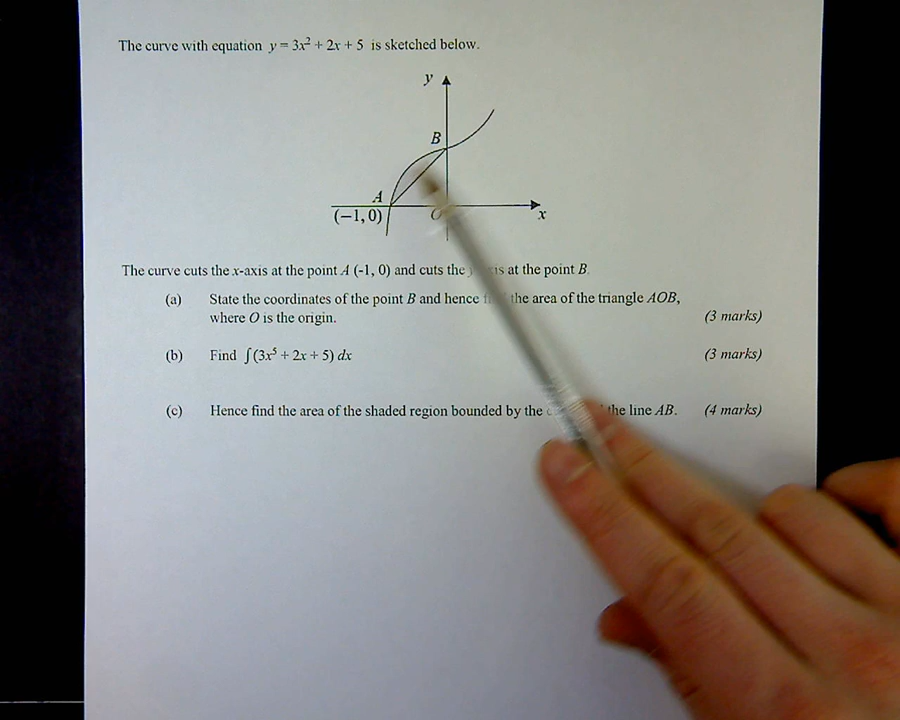 The curve with equation y = 3x² + 2x + 5 is sketched below.
y
B
A
(−1, 0)
O
x
The curve cuts the x-axis at the point A (-1, 0) and cuts the is at the point B.
(a) State the coordinates of the point B and hence the area of the triangle AOB, 
where O is the origin. (3 marks)
(b) Find ∫(3x⁵ + 2x + 5) dx (3 marks)
(c) Hence find the area of the shaded region bounded by the the line AB. (4 marks)